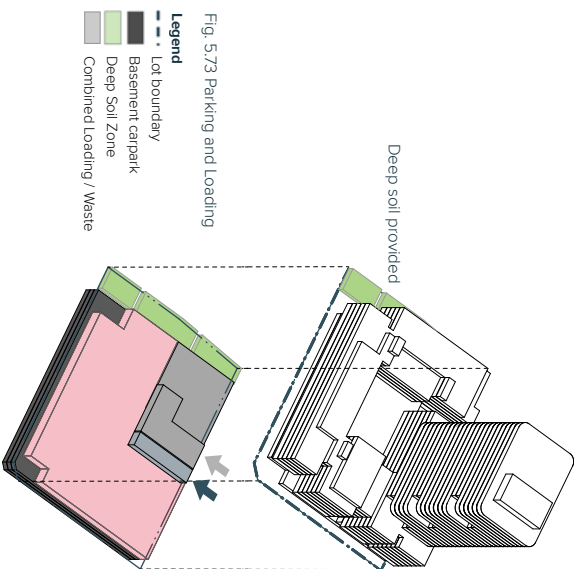 Deep soil provided
Fig. 5.73 Parking and Loading
Legend
Lot boundary
Basement carpark
Deep Soil Zone
Combined Loading / Waste